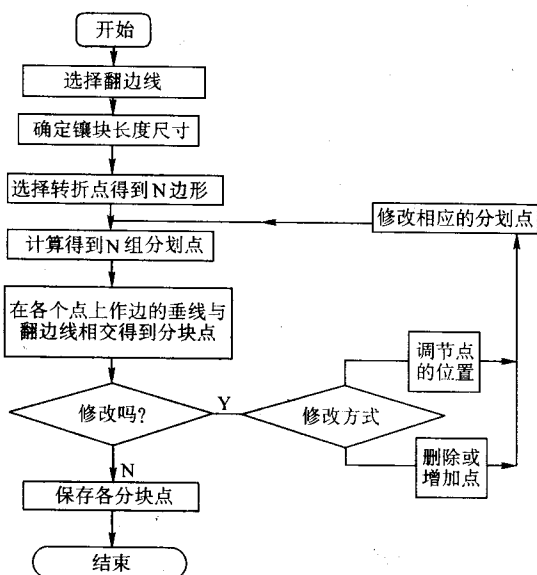 开始
选择翻边线
确定镶块长度尺寸
选择转折点得到N边形
修改相应的分划点
计算得到N组分划点
在各个点上作边的垂线与
翻边线相交得到分块点
调节点
的位置
修改吗?
Y
修改方式
删除或
增加点
N
保存各分块点
结束